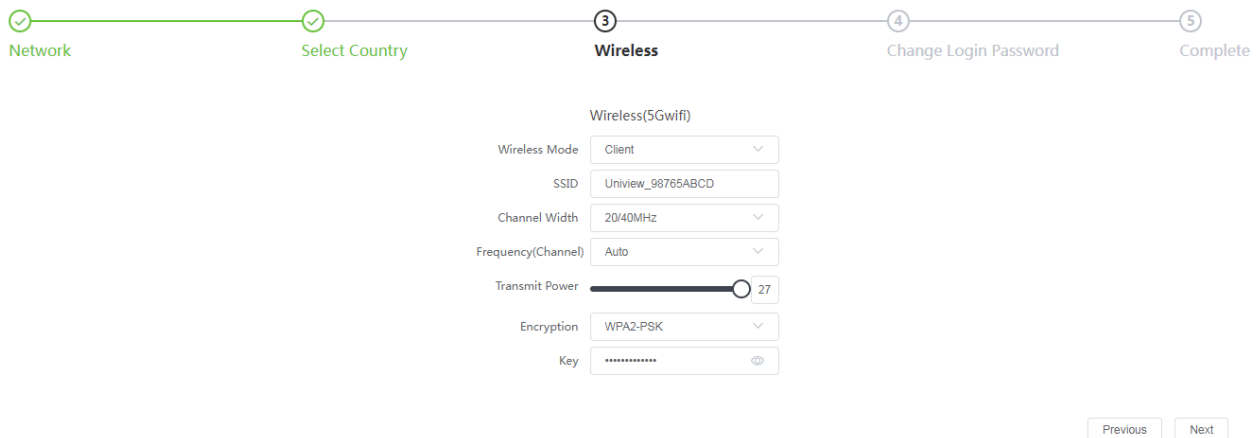 3
4
5
Network
Select Country
Wireless
Change Login Password
Complete
Wireless(5Gwifi)
Wireless Mode
Client
SSID
Uniview_98765ABCD
Channel Width
20/40MHz
Frequency(Channel)
Auto
Transmit Power
27
Encryption
WPA2-PSK
Key
•••••••••••••
Previous
Next